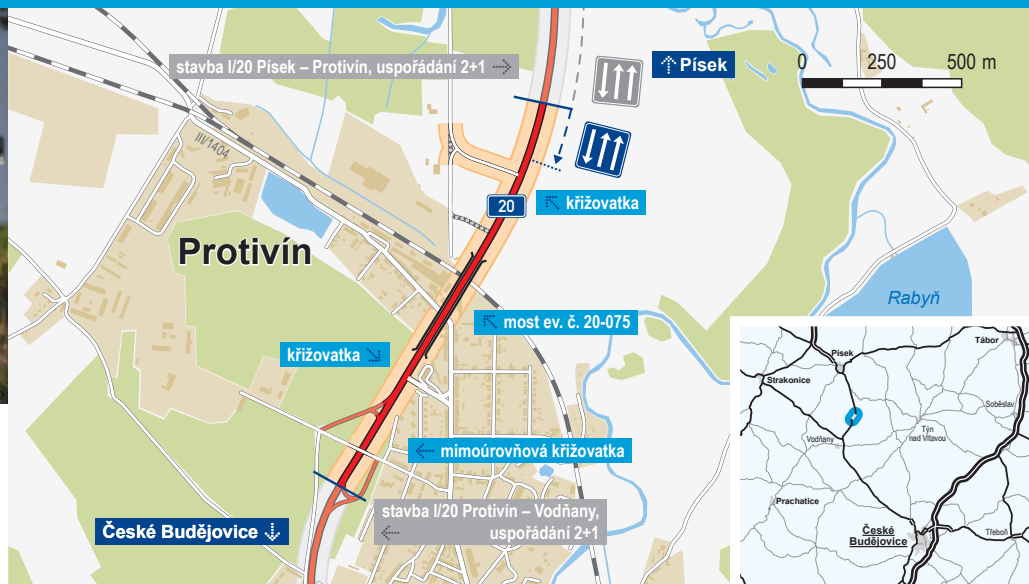 stavba I/20 Písek – Protivín, uspořádání 2+1
Písek
0 250 500 m
III/1404
20
křižovatka
Protivín
Rabyň
most ev. č. 20-075
křižovatka
mimoúrovňová křižovatka
stavba I/20 Protivín – Vodňany,
uspořádání 2+1
České Budějovice
Tábor
Písek
Strakonice
Soběslav
Vodňany
Týn
nad Vltavou
Prachatice
České
Budějovice
Třeboň